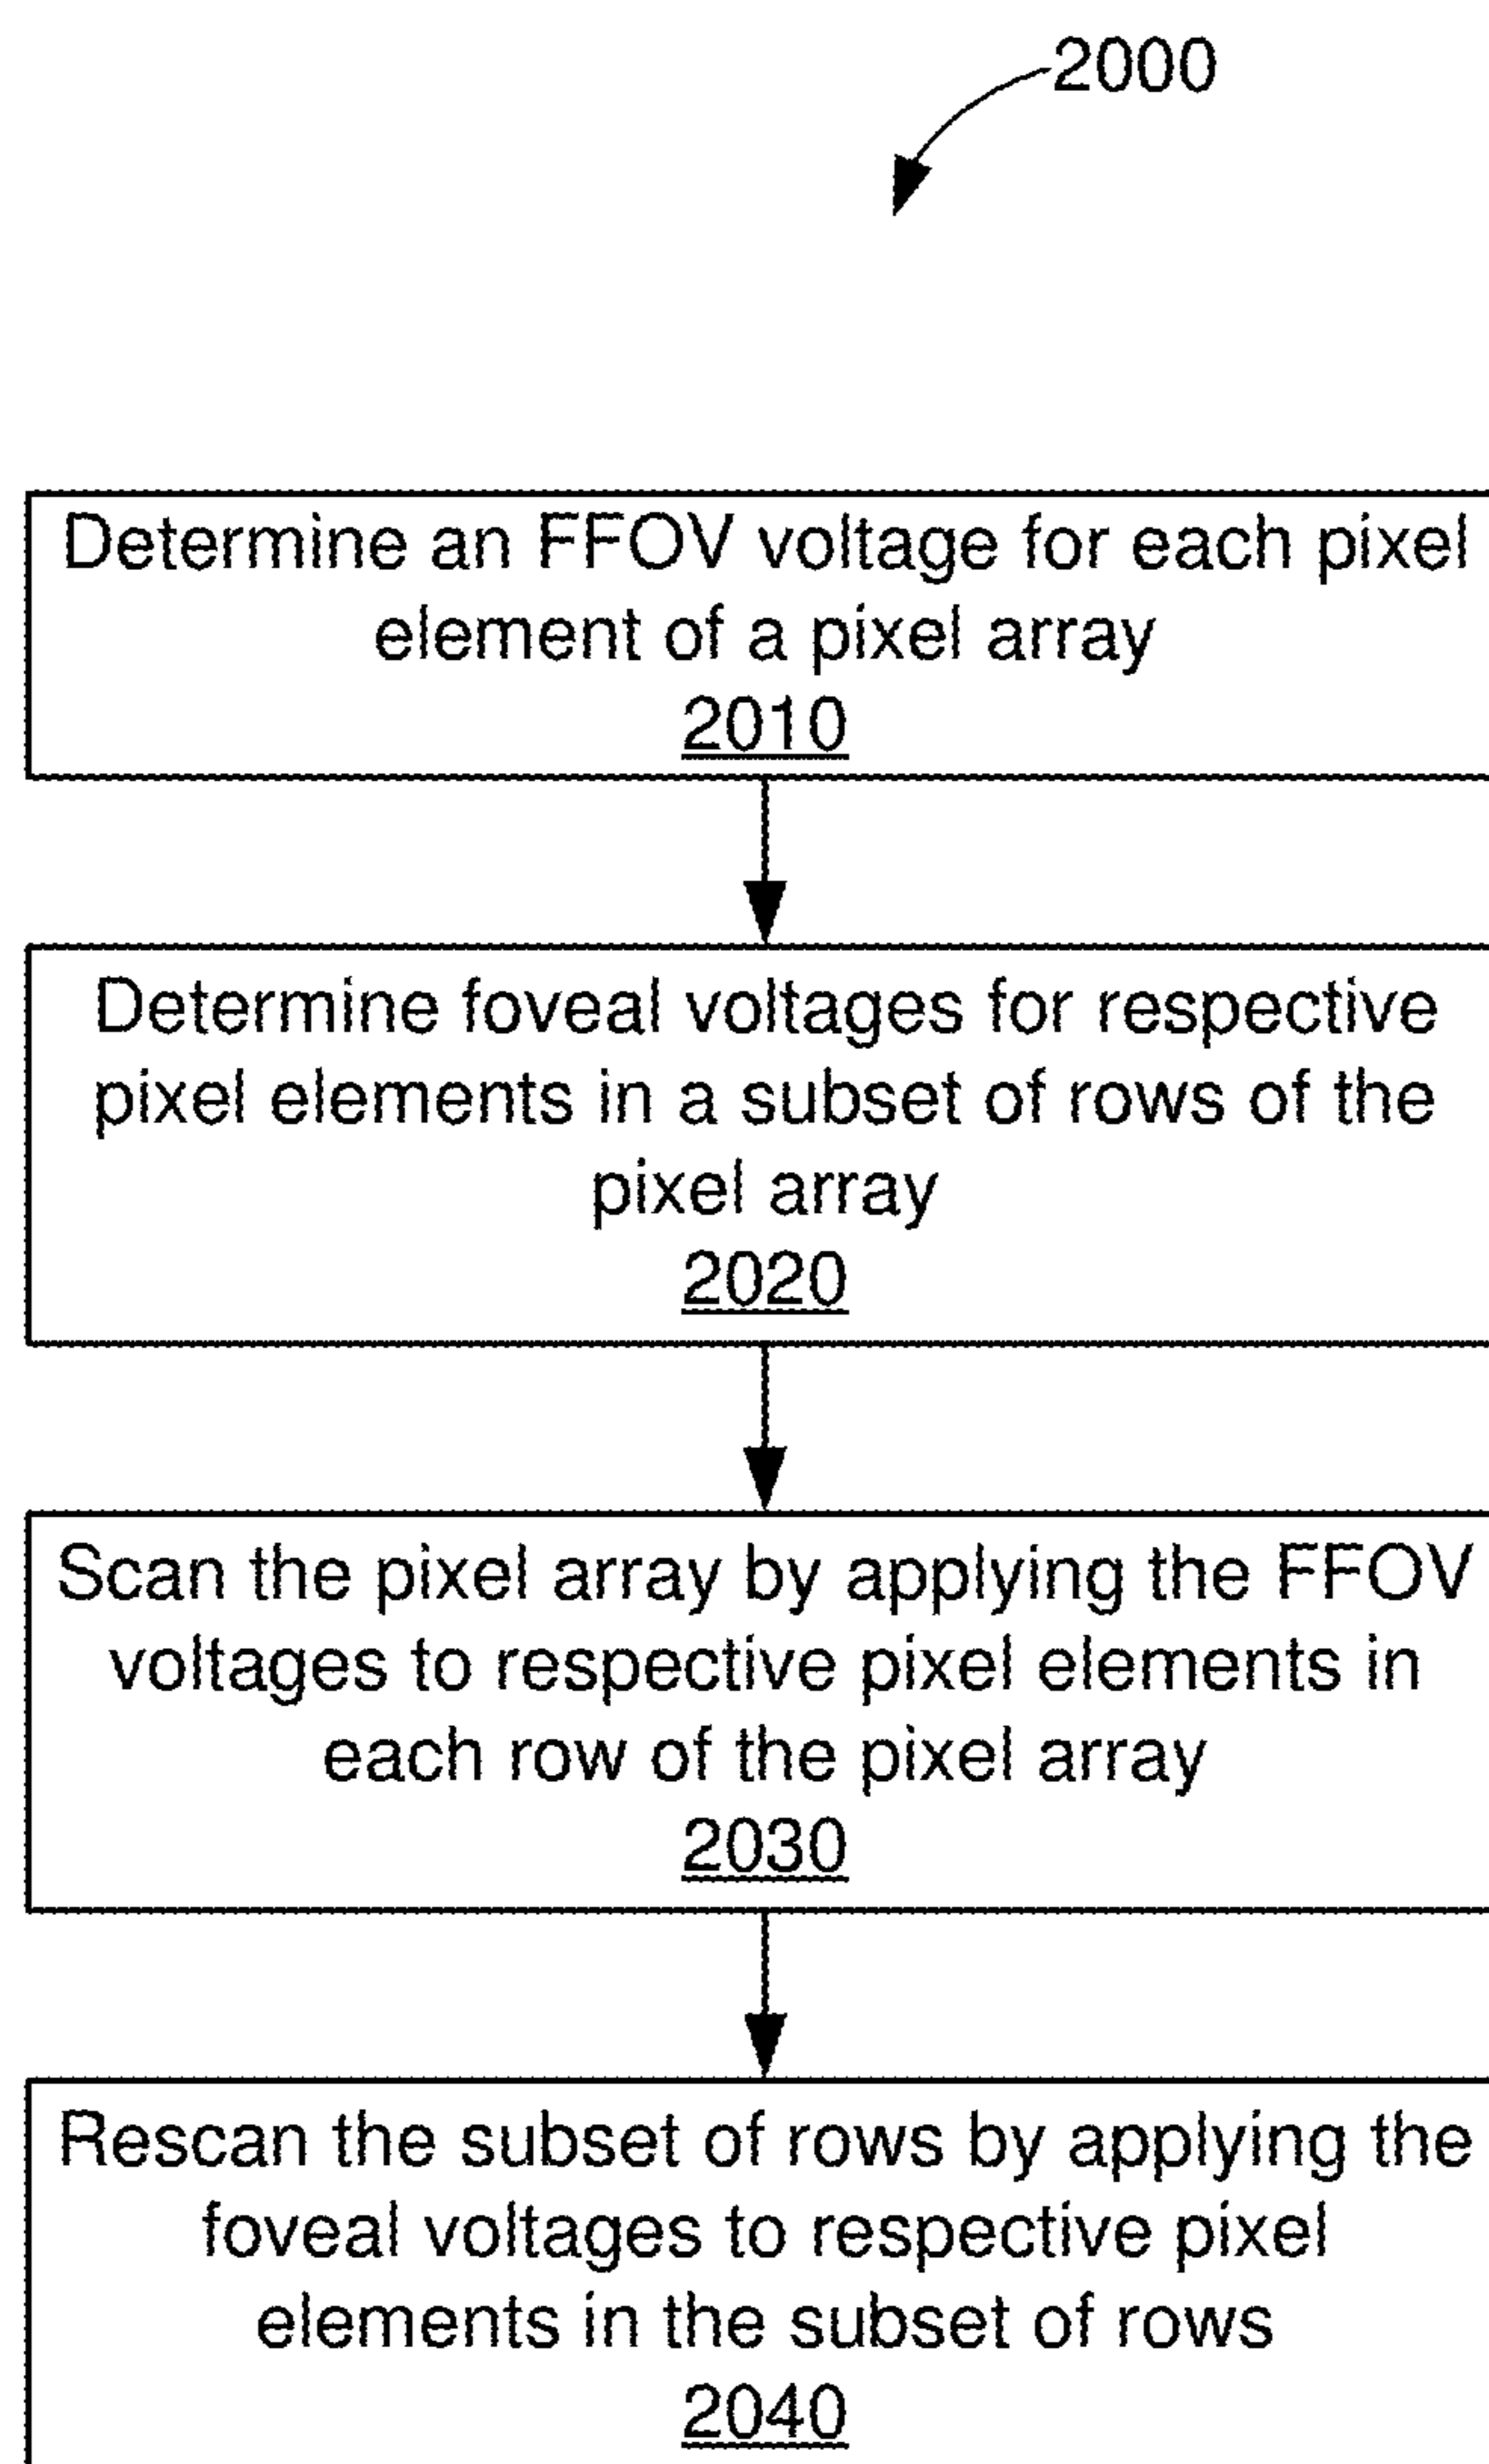 2000
Determine an FFOV voltage for each pixel
element of a pixel array
2010
Determine foveal voltages for respective
pixel elements in a subset of rows of the
pixel array
2020
Scan the pixel array by applying the FFOV
voltages to respective pixel elements in
each row of the pixel array
2030
Rescan the subset of rows by applying the
foveal voltages to respective pixel
elements in the subset of rows
2040